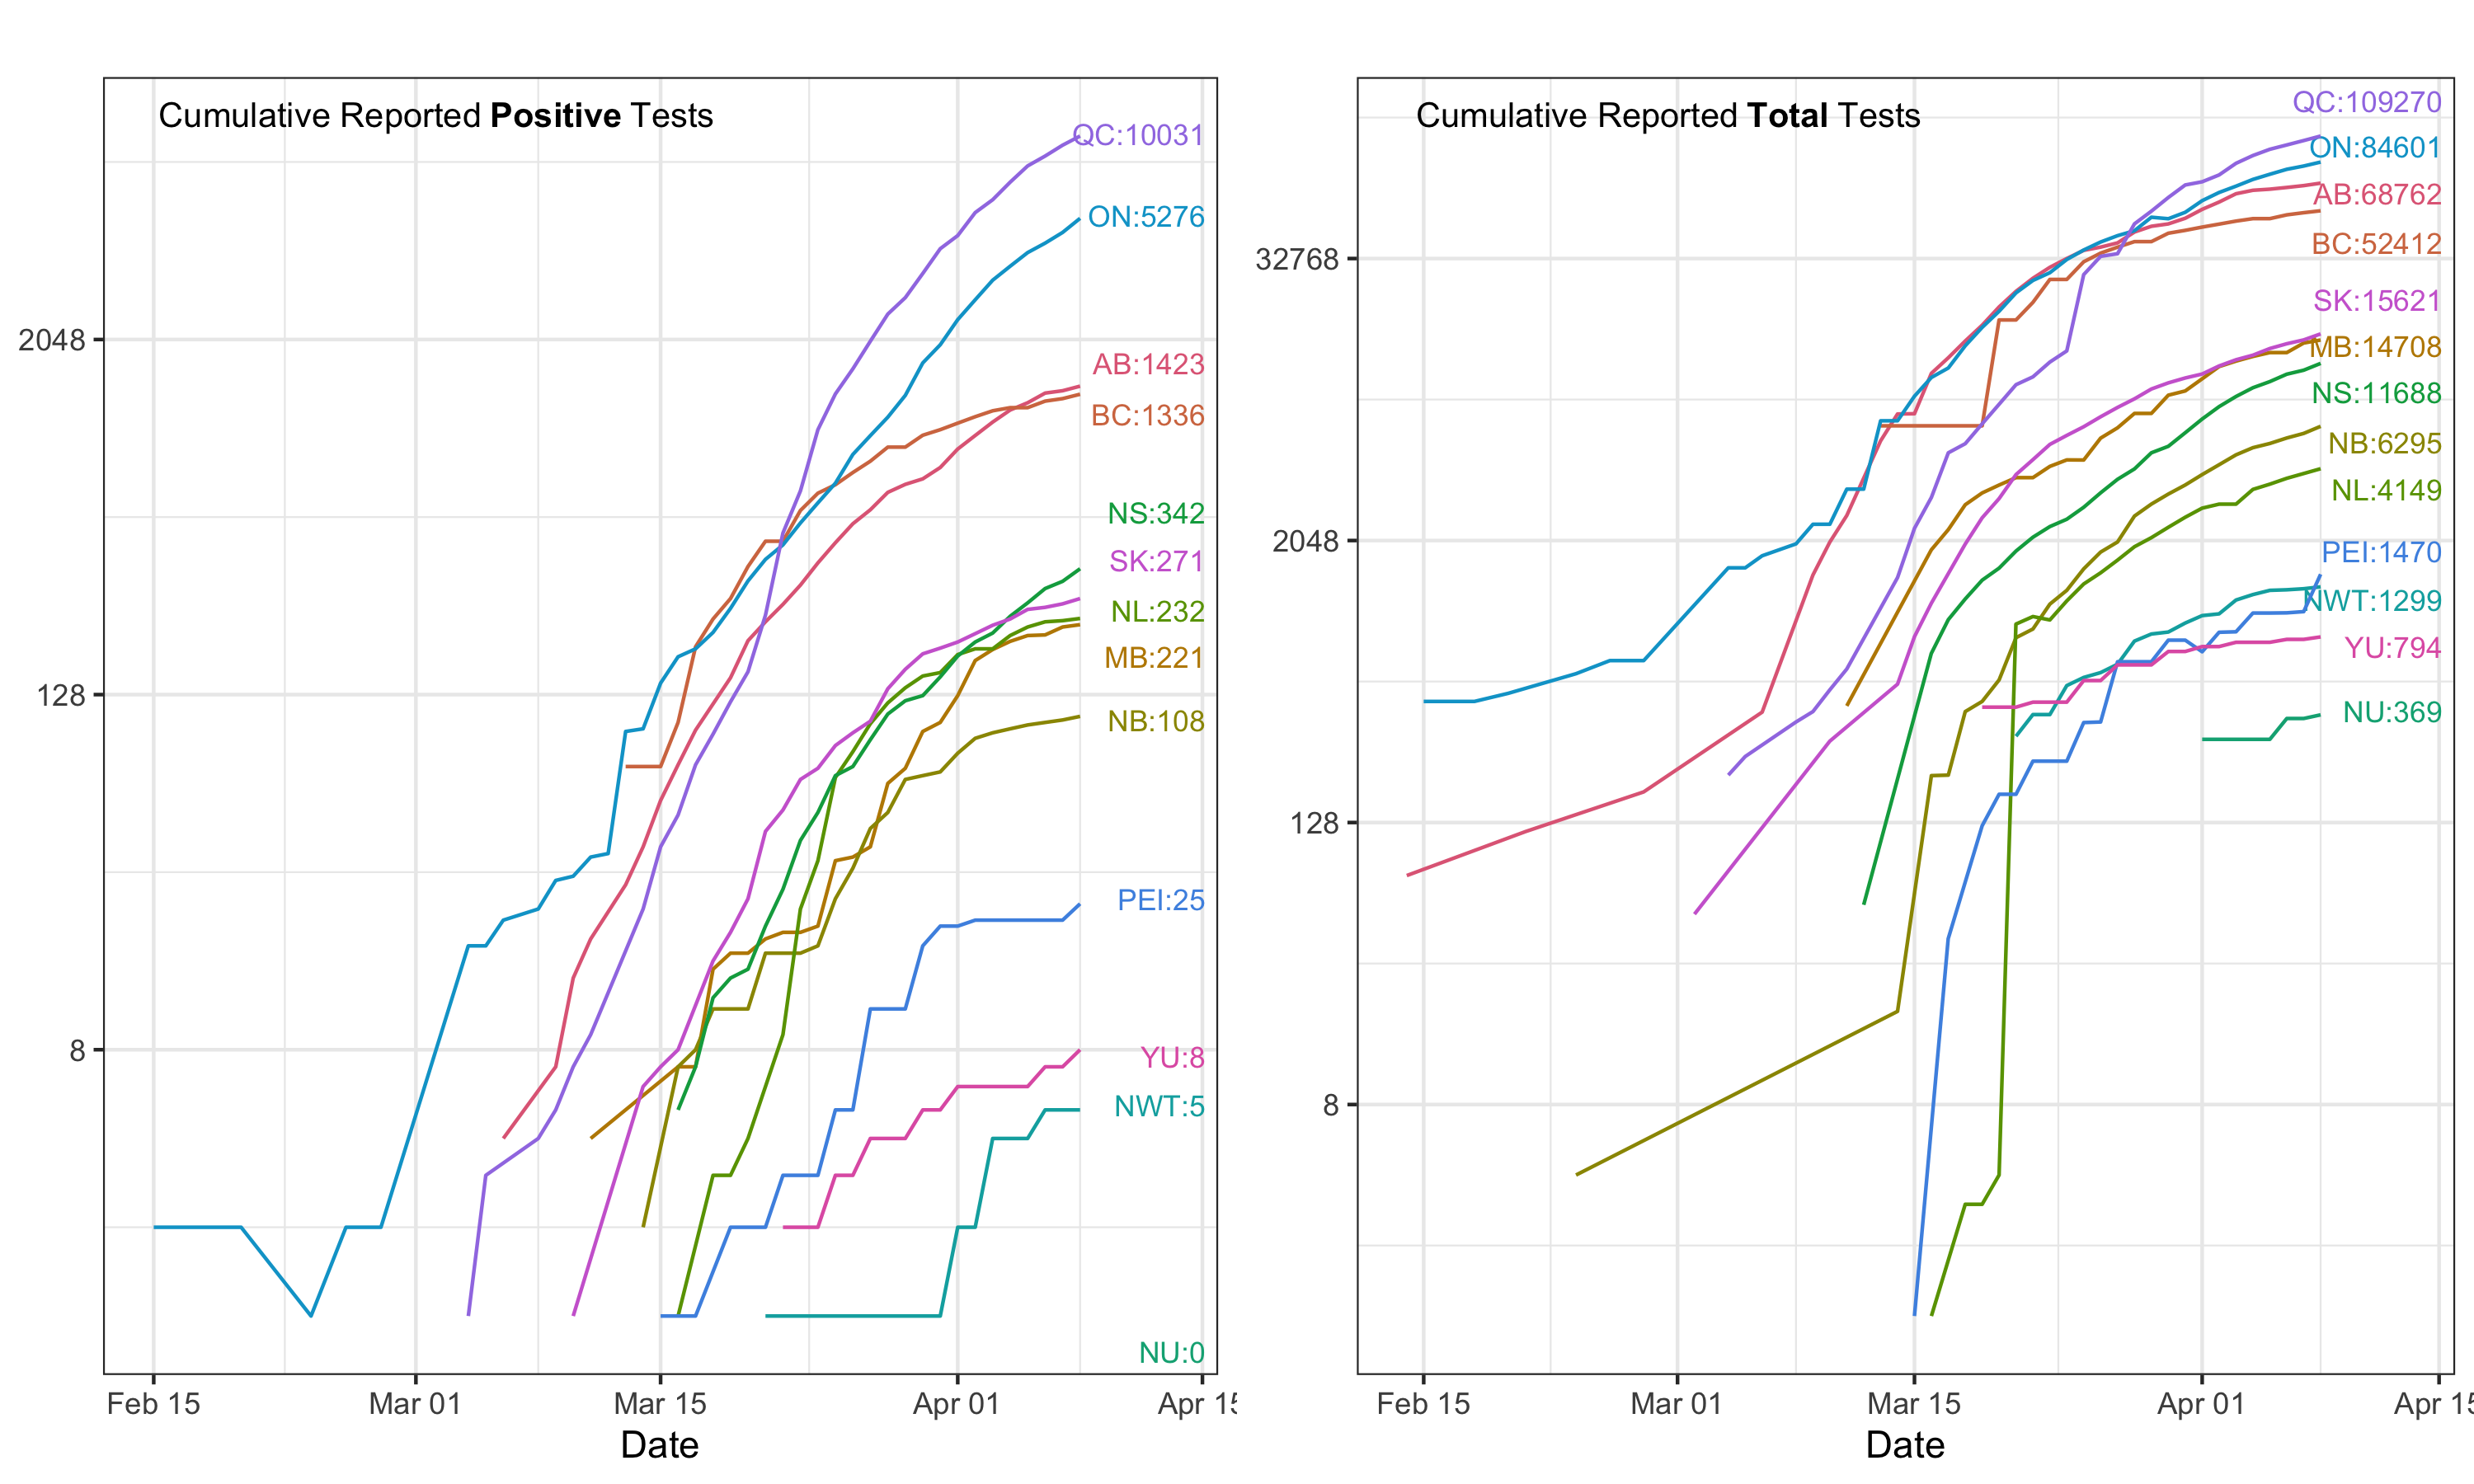 Cumulative Reported Positive Tests
QC:10031
ON:5276
2048
AB:1423
BC:1336
NS:342
SK:271
NL:232
MB:221
128
NB:108
PEI:25
8
YU:8
NWT:5
NU:0
Feb 15
Mar 01
Mar 15
Apr 01
Apr 15
Date
Cumulative Reported Total Tests
QC:109270
ON:84601
AB:68762
BC:52412
32768
SK:15621
MB:14708
NS:11688
NB:6295
NL:4149
2048
PEI:1470
NWT:1299
YU:794
NU:369
128
8
Feb 15
Mar 01
Mar 15
Apr 01
Apr 15
Date